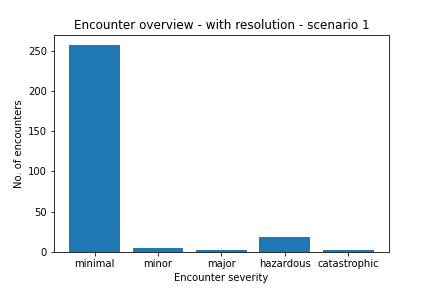 Encounter overview - with resolution - scenario 1
No. of encounters
250
200
150
100
50
0
minimal minor major hazardous catastrophic
Encounter severity